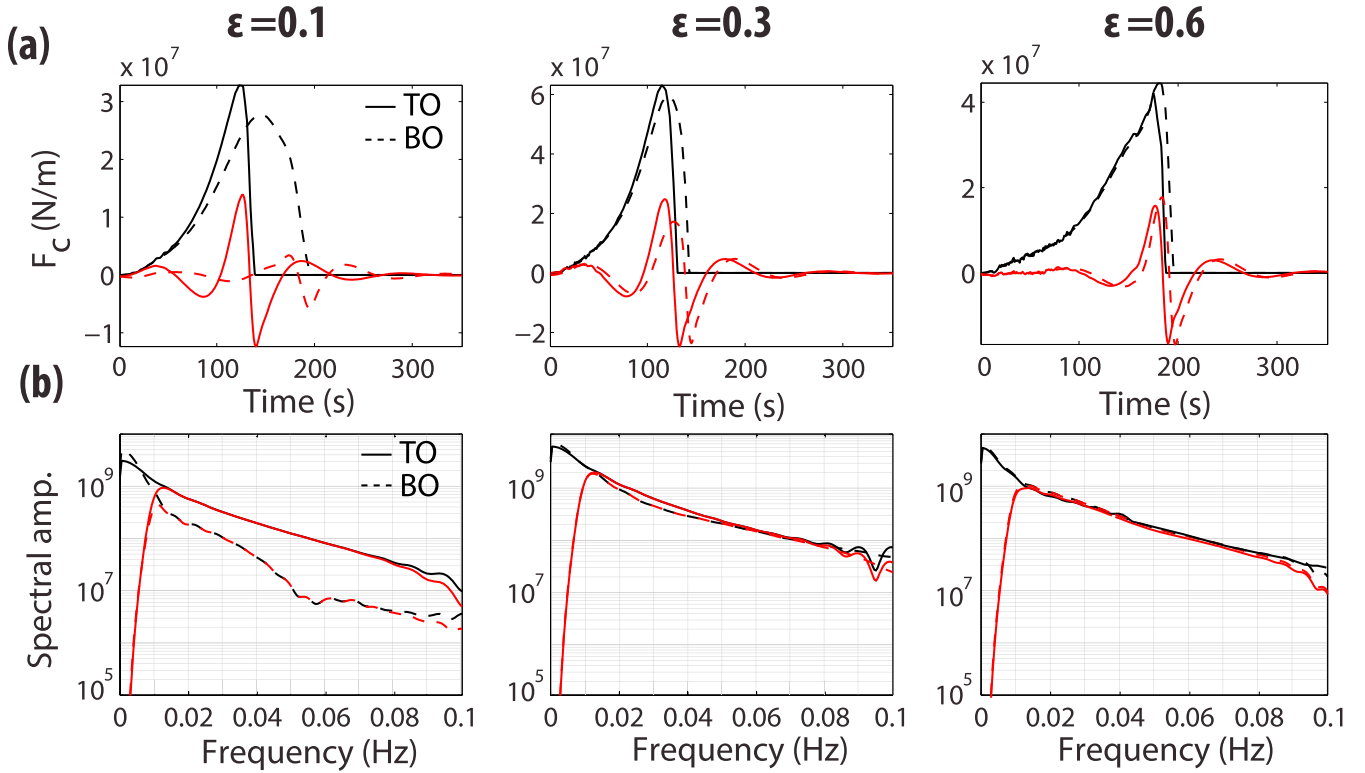 ε=0.1 ε=0.3 ε=0.6
(a)
x 10^7 x 10^7 x 10^7
TO
BO
3
2
1
0
−1
6
4
2
0
−2
4
2
0
F_c (N/m)
0 100 200 300 0 100 200 300 0 100 200 300
Time (s) Time (s) Time (s)
(b)
TO
BO
10^9 10^9 10^9
10^7 10^7 10^7
10^5 10^5 10^5
Spectral amp.
0 0.02 0.04 0.06 0.08 0.1 0 0.02 0.04 0.06 0.08 0.1 0 0.02 0.04 0.06 0.08 0.1
Frequency (Hz) Frequency (Hz) Frequency (Hz)